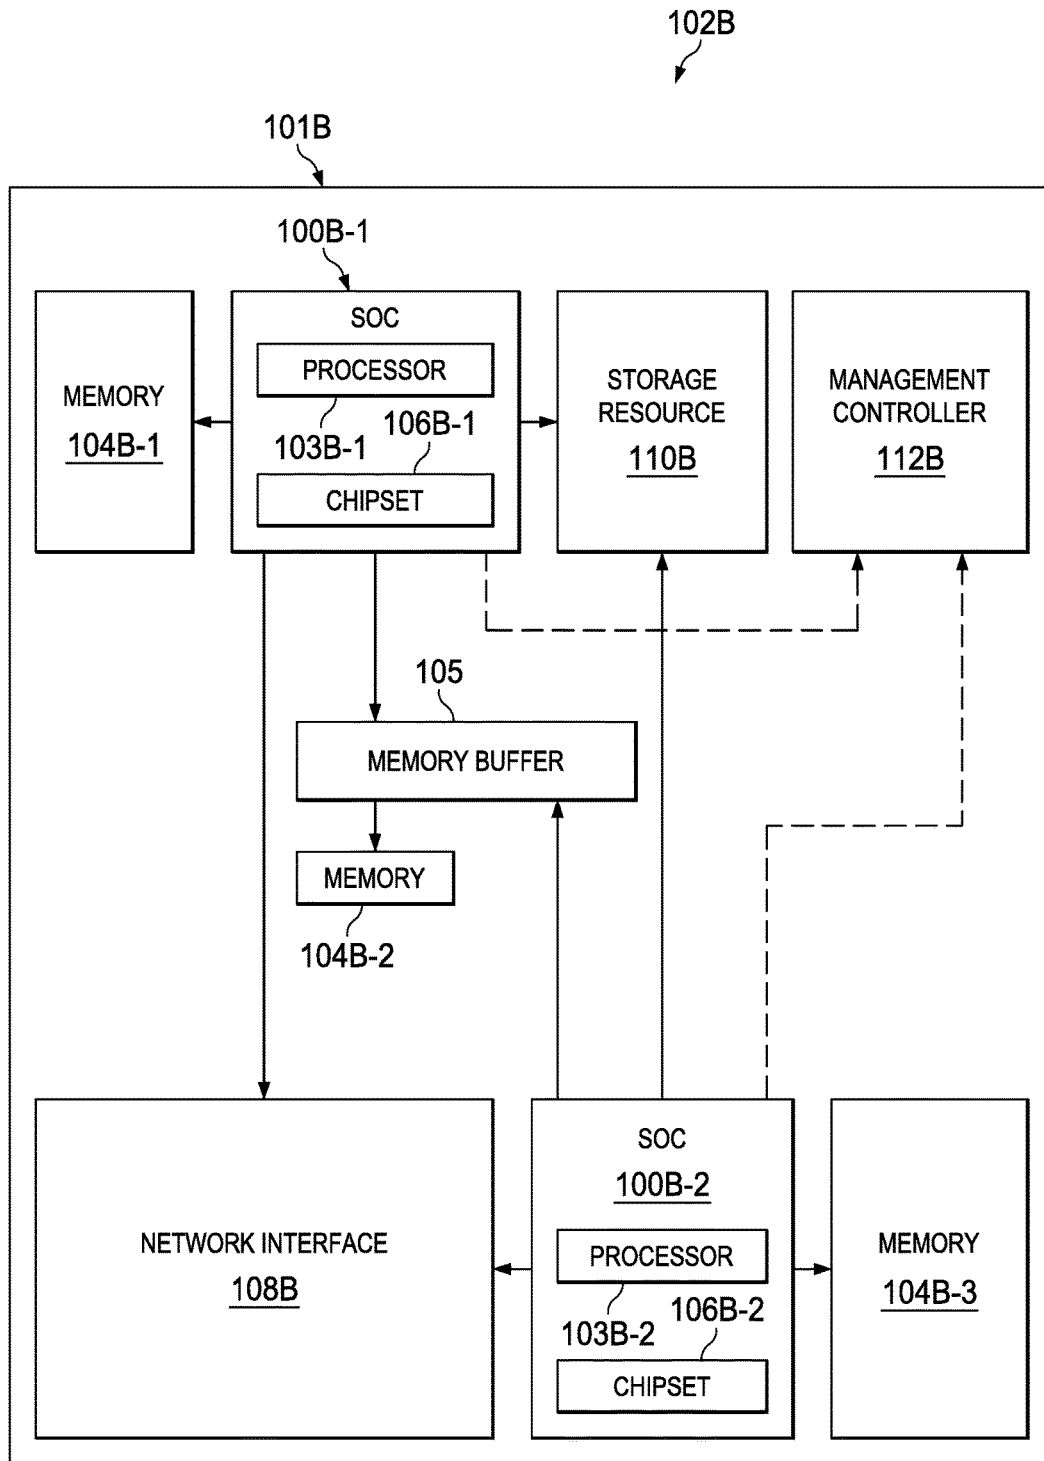 102B
101B
100B-1
SOC
PROCESSOR
103B-1
106B-1
CHIPSET
MEMORY
104B-1
STORAGE
RESOURCE
110B
MANAGEMENT
CONTROLLER
112B
105
MEMORY BUFFER
MEMORY
104B-2
NETWORK INTERFACE
108B
SOC
100B-2
PROCESSOR
103B-2
106B-2
CHIPSET
MEMORY
104B-3